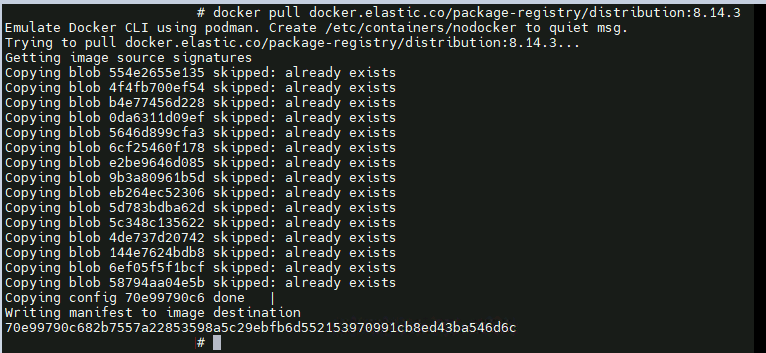 # docker pull docker.elastic.co/package-registry/distribution:8.14.3
Emulate Docker CLI using podman. Create /etc/containers/nodocker to quiet msg.
Trying to pull docker.elastic.co/package-registry/distribution:8.14.3...
Getting image source signatures
Copying blob 554e2655e135 skipped: already exists
Copying blob 4f4fb700ef54 skipped: already exists
Copying blob b4e77456d228 skipped: already exists
Copying blob 0da6311d09ef skipped: already exists
Copying blob 5646d899cfa3 skipped: already exists
Copying blob 6cf25460f178 skipped: already exists
Copying blob e2be9646d085 skipped: already exists
Copying blob 9b3a80961b5d skipped: already exists
Copying blob eb264ec52306 skipped: already exists
Copying blob 5d783bdba62d skipped: already exists
Copying blob 5c348c135622 skipped: already exists
Copying blob 4de737d20742 skipped: already exists
Copying blob 144e7624bdb8 skipped: already exists
Copying blob 6ef05f5f1bcf skipped: already exists
Copying blob 58794aa04e5b skipped: already exists
Copying config 70e99790c6 done   |
Writing manifest to image destination
70e99790c682b7557a22853598a5c29ebfb6d552153970991cb8ed43ba546d6c
#